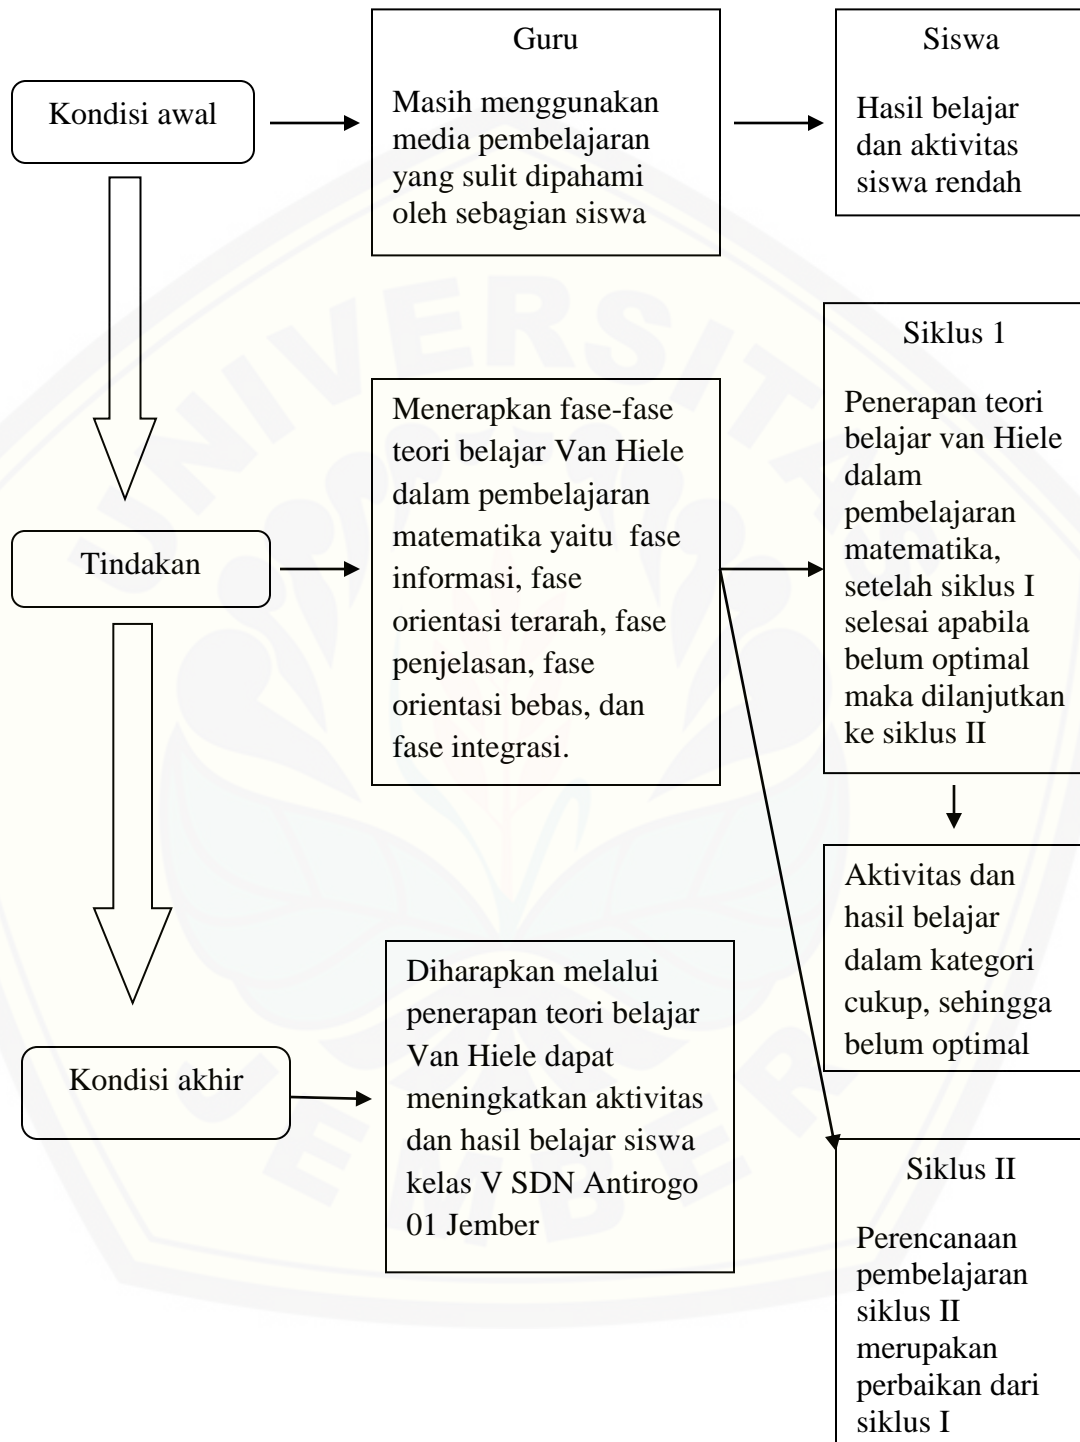 Kondisi awal
Guru
Masih menggunakan
media pembelajaran
yang sulit dipahami
oleh sebagian siswa
Siswa
Hasil belajar
dan aktivitas
siswa rendah
Tindakan
Menerapkan fase-fase
teori belajar Van Hiele
dalam pembelajaran
matematika yaitu fase
informasi, fase
orientasi terarah, fase
penjelasan, fase
orientasi bebas, dan
fase integrasi.
Siklus 1
Penerapan teori
belajar van Hiele
dalam
pembelajaran
matematika,
setelah siklus I
selesai apabila
belum optimal
maka dilanjutkan
ke siklus II
Aktivitas dan
hasil belajar
dalam kategori
cukup, sehingga
belum optimal
Kondisi akhir
Diharapkan melalui
penerapan teori belajar
Van Hiele dapat
meningkatkan aktivitas
dan hasil belajar siswa
kelas V SDN Antirogo
01 Jember
Siklus II
Perencanaan
pembelajaran
siklus II
merupakan
perbaikan dari
siklus I
UNIVERSITAS
JEMBER